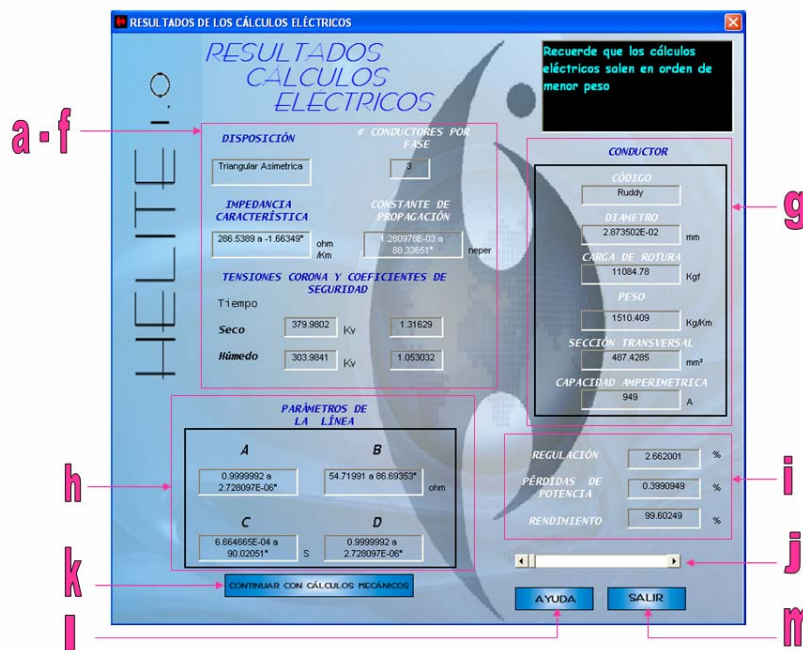 RESULTADOS DE LOS CÁLCULOS ELÉCTRICOS
HELITE 1.0
RESULTADOS
CÁLCULOS
ELÉCTRICOS
Recuerde que los cálculos
eléctricos salen en orden de
menor peso
a - f
DISPOSICIÓN
Triangular Asimetrica
# CONDUCTORES POR
FASE
3
IMPEDANCIA
CARACTERÍSTICA
286.5389 a -1.66349°
ohm
/Km
CONSTANTE DE
PROPAGACIÓN
1.280978E-03 a
88.33651°
neper
TENSIONES CORONA Y COEFICIENTES DE
SEGURIDAD
Tiempo
Seco
379.9802
Kv
1.31629
Húmedo
303.9841
Kv
1.053032
CONDUCTOR
CÓDIGO
Ruddy
DIAMETRO
2.873502E-02
mm
CARGA DE ROTURA
11084.78
Kgf
PESO
1510.409
Kg/Km
SECCIÓN TRANSVERSAL
487.4285
mm²
CAPACIDAD AMPERIMETRICA
949
A
g
PARÁMETROS DE
LA LÍNEA
A
0.9999992 a
2.728097E-06°
B
54.71991 a 86.69353°
ohm
C
6.664665E-04 a
90.02051°
S
D
0.9999992 a
2.728097E-06°
h
REGULACIÓN
2.662001
%
PÉRDIDAS DE
POTENCIA
0.3990949
%
RENDIMIENTO
99.60249
%
i
j
k
CONTINUAR CON CÁLCULOS MECÁNICOS
AYUDA
SALIR
l
m